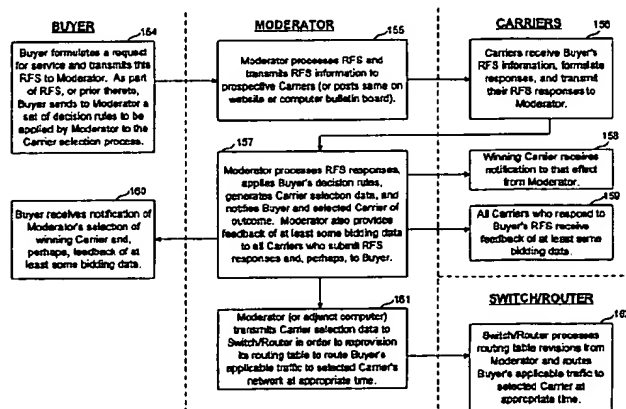 BUYER
154
Buyer formulates a request
for service and transmits this
RFS to Moderator. As part
of RFS, or prior thereto,
Buyer sends to Moderator a
set of decision rules to be
applied by Moderator to the
Carrier selection process.
MODERATOR
155
Moderator processes RFS and
transmits RFS information to
prospective Carriers (or posts same on
website or computer bulletin board).
CARRIERS
156
Carriers receive Buyer's
RFS information, formulate
responses, and transmit
their RFS responses to
Moderator.
157
Moderator processes RFS responses,
applies Buyer's decision rules,
generates Carrier selection data, and
notifies Buyer and selected Carrier of
outcome. Moderator also provide
feedback of at least some bidding data
to all Carriers who submit RFS
responses and, perhaps, to Buyer.
158
Winning Carrier receives
notification to that effect
from Moderator.
159
All Carriers who respond to
Buyer's RFS receive
feedback of at least some
bidding data.
160
Buyer receives notification of
Moderator's selection of
winning Carrier and,
perhaps, feedback of at
least some bidding data.
161
Moderator (or adjunct computer)
transmits Carrier selection data to
Switch/Router in order to reprovision
its routing table to route Buyer's
applicable traffic to selected Carrier's
network at appropriate time.
SWITCH/ROUTER
162
Switch/Router processes
routing table revisions from
Moderator and routes
Buyer's applicable traffic to
selected Carrier at
appropriate time.